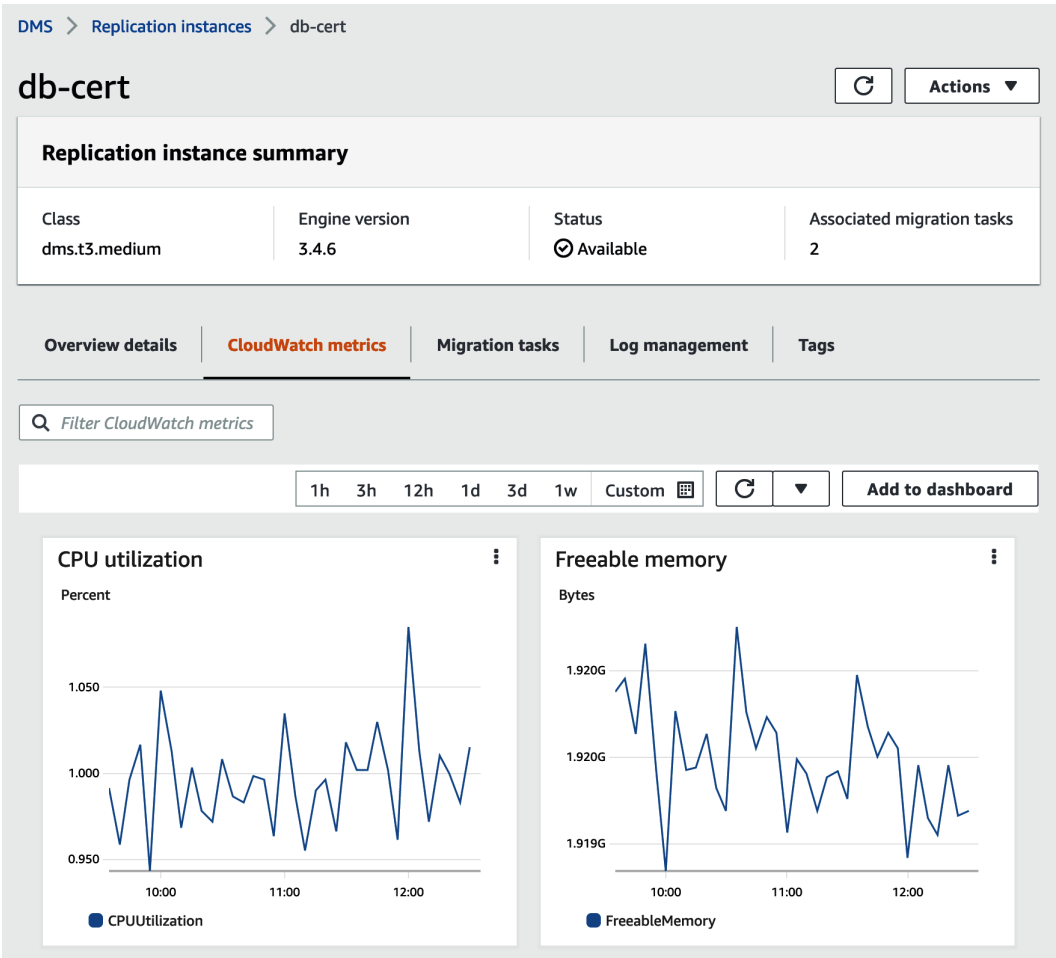 DMS > Replication instances > db-cert
db-cert
Actions
Replication instance summary
Class
dms.t3.medium
Engine version
3.4.6
Status
Available
Associated migration tasks
2
Overview details
CloudWatch metrics
Migration tasks
Log management
Tags
Filter CloudWatch metrics
1h 3h 12h 1d 3d 1w Custom
Add to dashboard
CPU utilization
Percent
1.050
1.000
0.950
10:00 11:00 12:00
CPUUtilization
Freeable memory
Bytes
1.920G
1.920G
1.919G
10:00 11:00 12:00
FreeableMemory